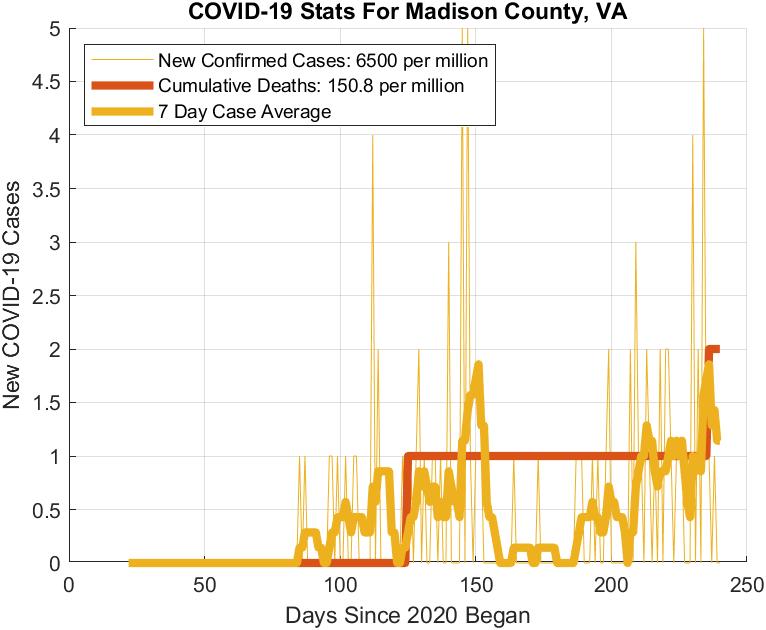 COVID-19 Stats For Madison County, VA
New Confirmed Cases: 6500 per million
Cumulative Deaths: 150.8 per million
7 Day Case Average
New COVID-19 Cases
5
4.5
4
3.5
3
2.5
2
1.5
1
0.5
0
0 50 100 150 200 250
Days Since 2020 Began